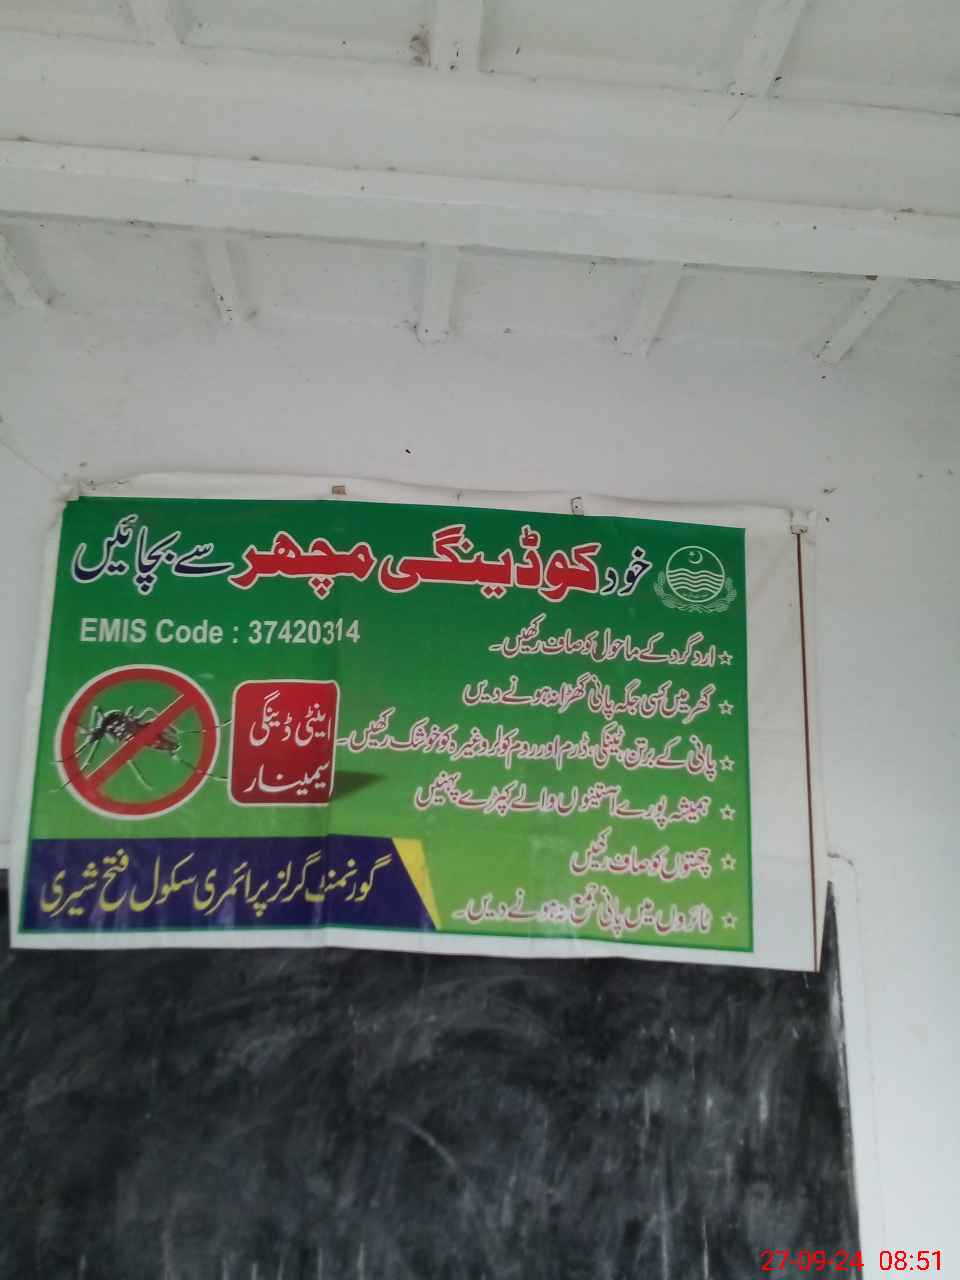 خود کو ڈینگی مچھر سے بچائیں
EMIS Code : 37420314
اینٹی ڈینگی
سیمینار
ارد گرد کے ماحول کو صاف رکھیں۔
گھر میں کسی جگہ پانی کھڑا نہ ہونے دیں
پانی کے برتن، ٹینکی، ڈرم اور روم کولر وغیرہ کو خشک رکھیں۔
ہمیشہ پورے آستینوں والے کپڑے پہنیں
چھتوں کو صاف رکھیں
ٹائروں میں پانی جمع نہ ہونے دیں۔
گورنمنٹ گرلز پرائمری سکول فتح شیری
27-09-24 08:51